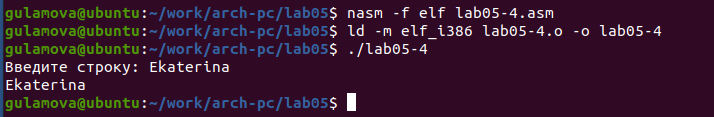 gulamova@ubuntu:~/work/arch-pc/lab05$ nasm -f elf lab05-4.asm
gulamova@ubuntu:~/work/arch-pc/lab05$ ld -m elf_i386 lab05-4.o -o lab05-4
gulamova@ubuntu:~/work/arch-pc/lab05$ ./lab05-4
Введите строку: Ekaterina
Ekaterina
gulamova@ubuntu:~/work/arch-pc/lab05$